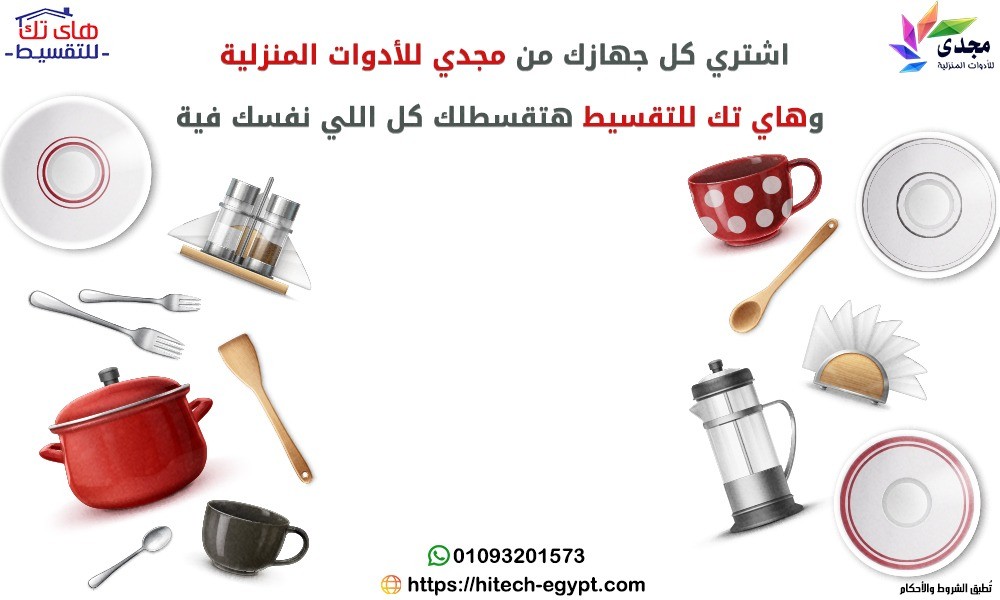 هاى تك
-للتقسيط-
مجدى
للأدوات المنزلية
اشتري كل جهازك من مجدي للأدوات المنزلية
وهاي تك للتقسيط هتقسطلك كل اللي نفسك فية
01093201573
https://hitech-egypt.com
تُطبق الشروط والأحكام